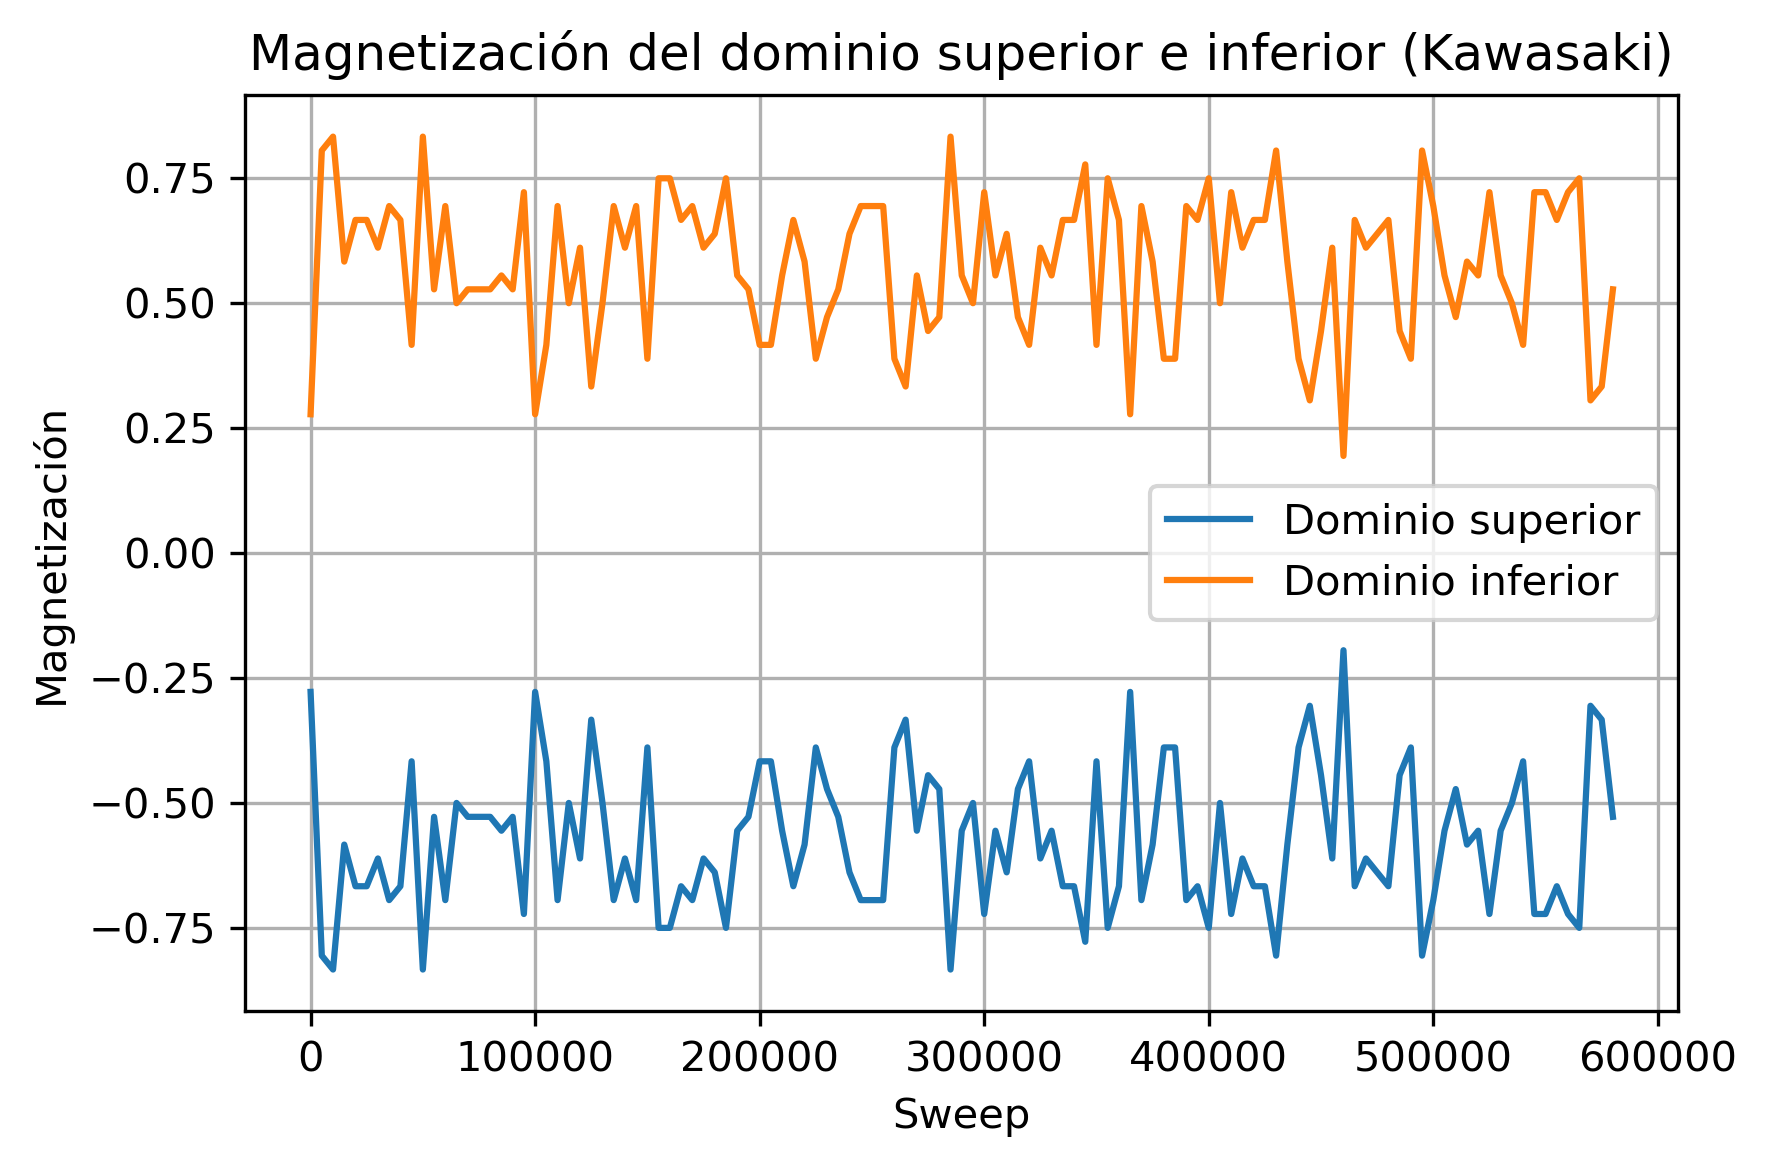 Magnetización del dominio superior e inferior (Kawasaki)
Magnetización
0.75
0.50
0.25
0.00
−0.25
−0.50
−0.75
Dominio superior
Dominio inferior
0 100000 200000 300000 400000 500000 600000
Sweep